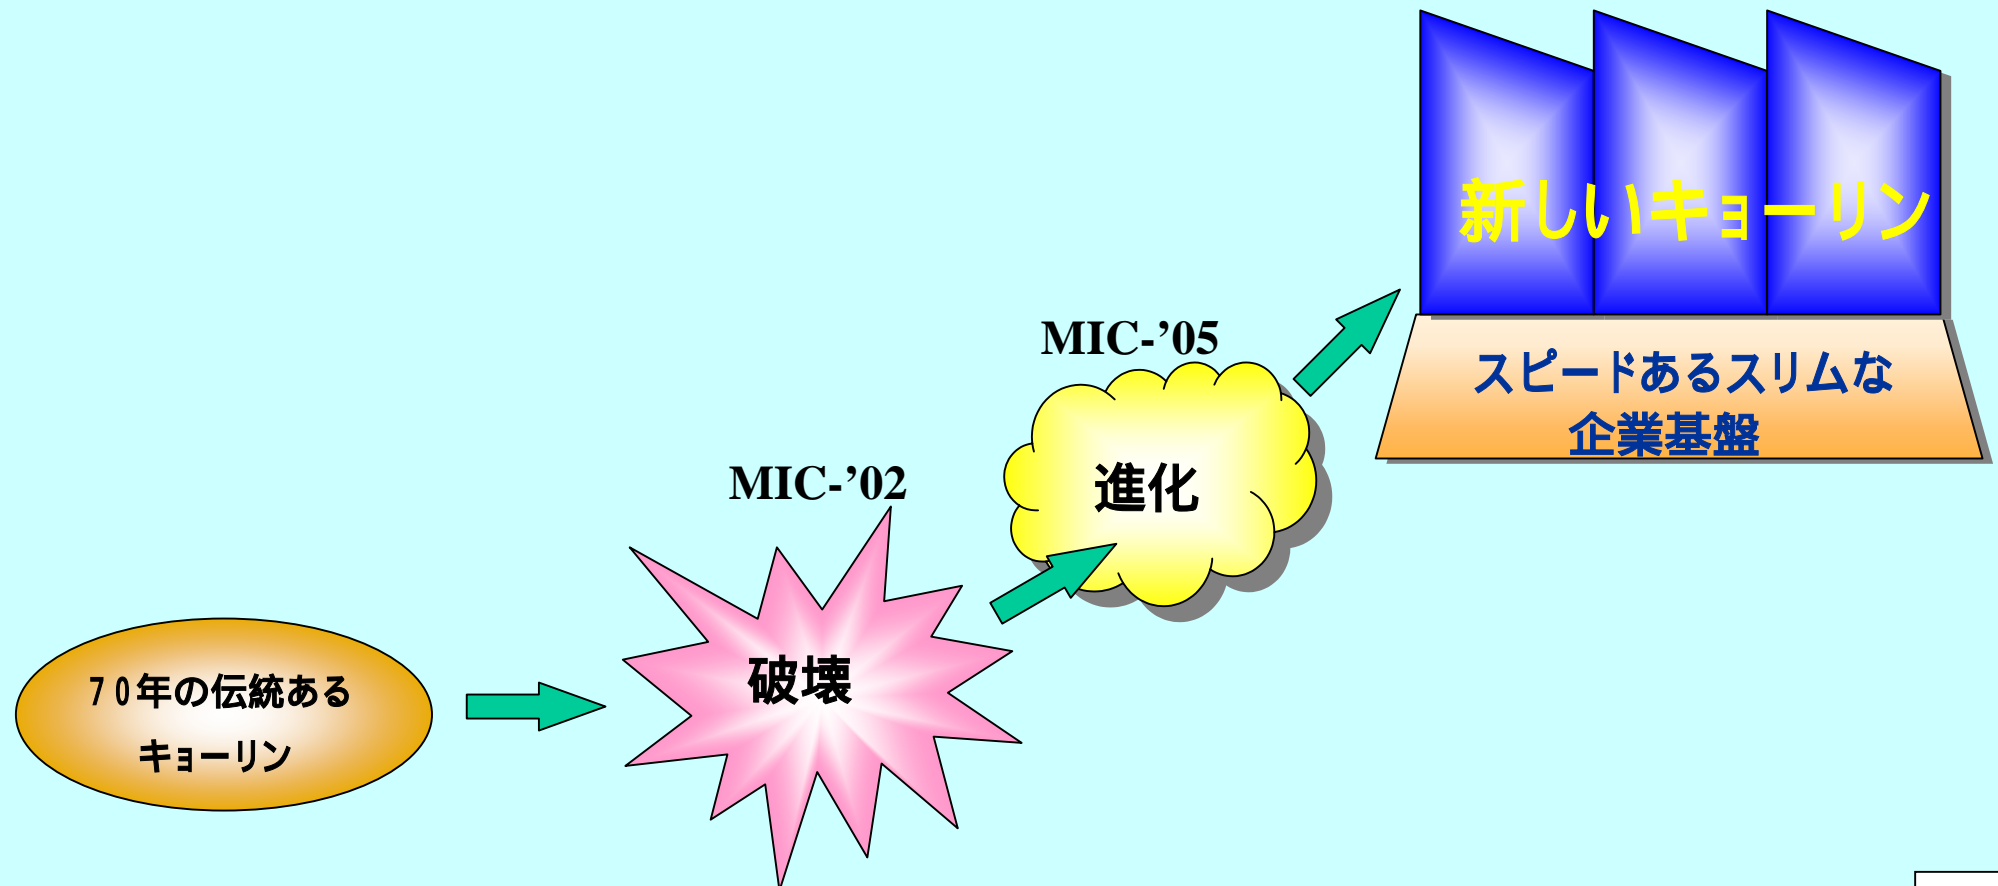 70年の伝統ある
キョーリン
MIC-’02
破壊
MIC-’05
進化
新しいキョーリン
スピードあるスリムな
企業基盤